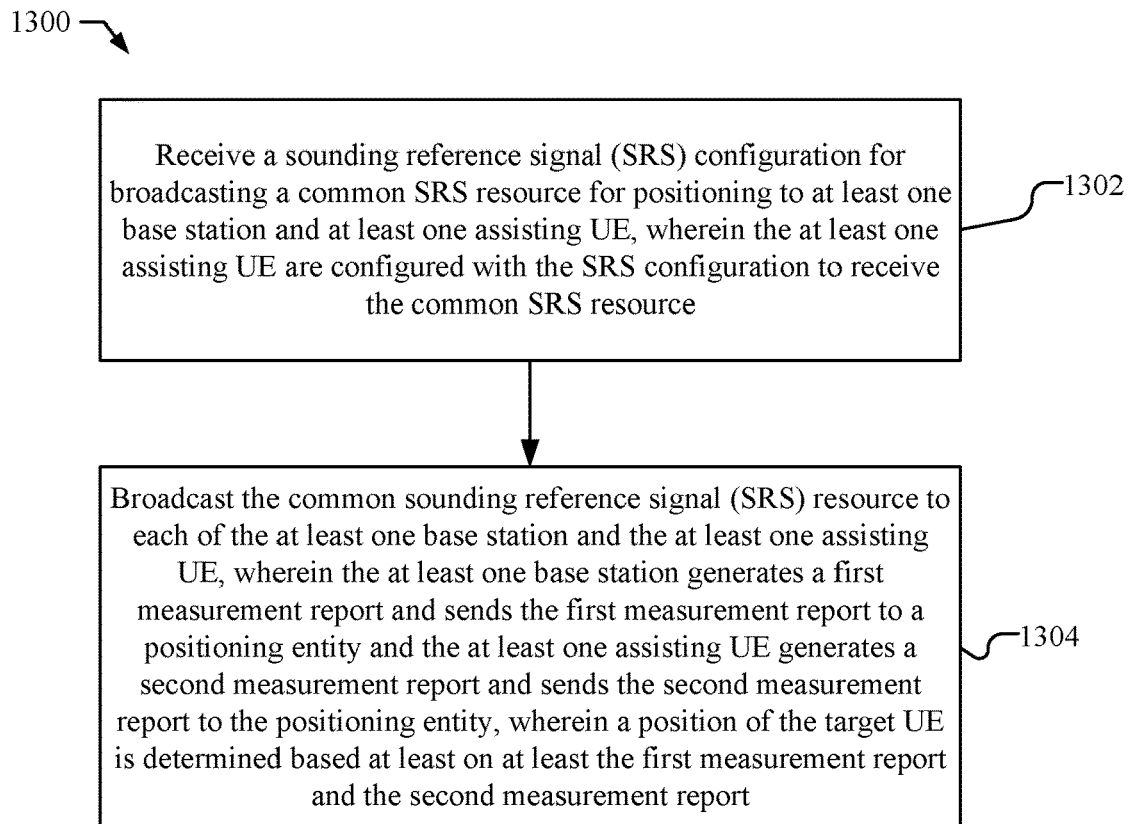 1300
Receive a sounding reference signal (SRS) configuration for
broadcasting a common SRS resource for positioning to at least one
base station and at least one assisting UE, wherein the at least one
assisting UE are configured with the SRS configuration to receive
the common SRS resource
1302
Broadcast the common sounding reference signal (SRS) resource to
each of the at least one base station and the at least one assisting
UE, wherein the at least one base station generates a first
measurement report and sends the first measurement report to a
positioning entity and the at least one assisting UE generates a
second measurement report and sends the second measurement
report to the positioning entity, wherein a position of the target UE
is determined based at least on at least the first measurement report
and the second measurement report
1304